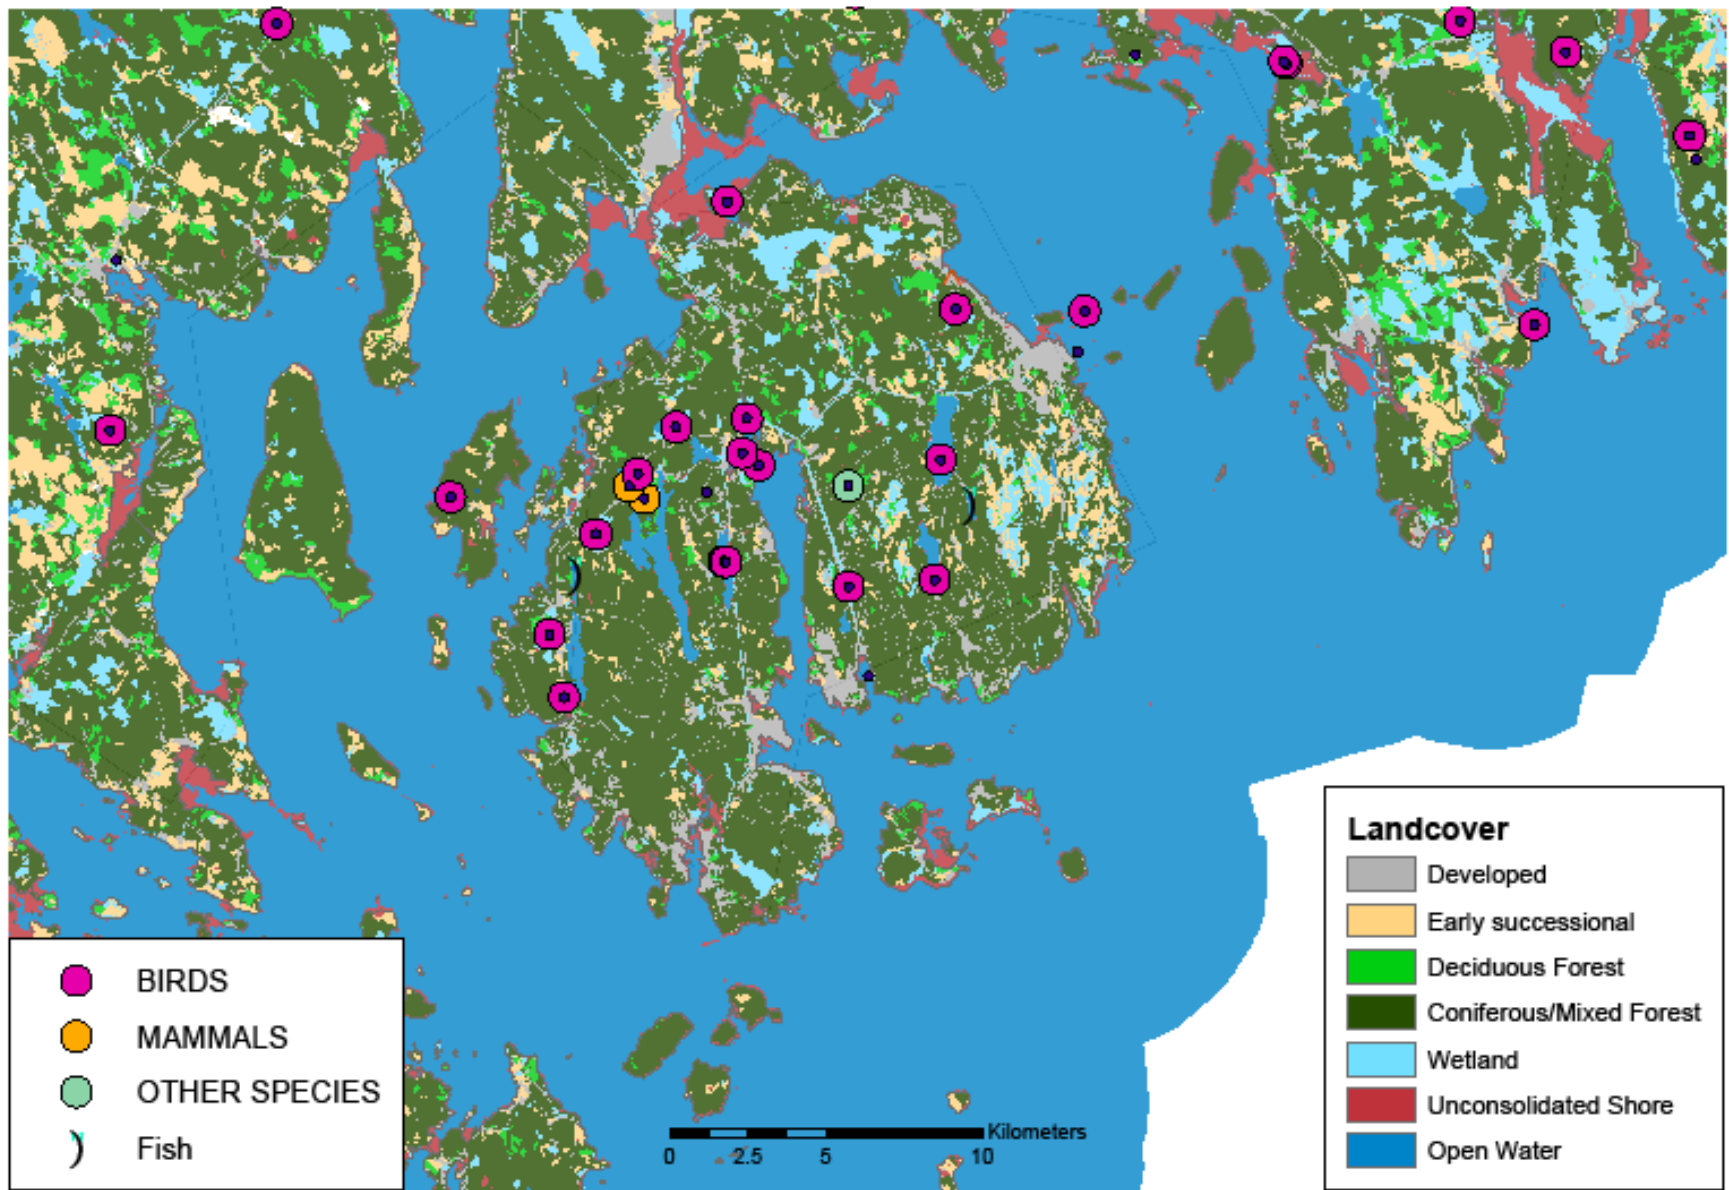 Landcover
Developed
Early successional
Deciduous Forest
Coniferous/Mixed Forest
Wetland
Unconsolidated Shore
Open Water
BIRDS
MAMMALS
OTHER SPECIES
Fish
Kilometers
0 2.5 5 10